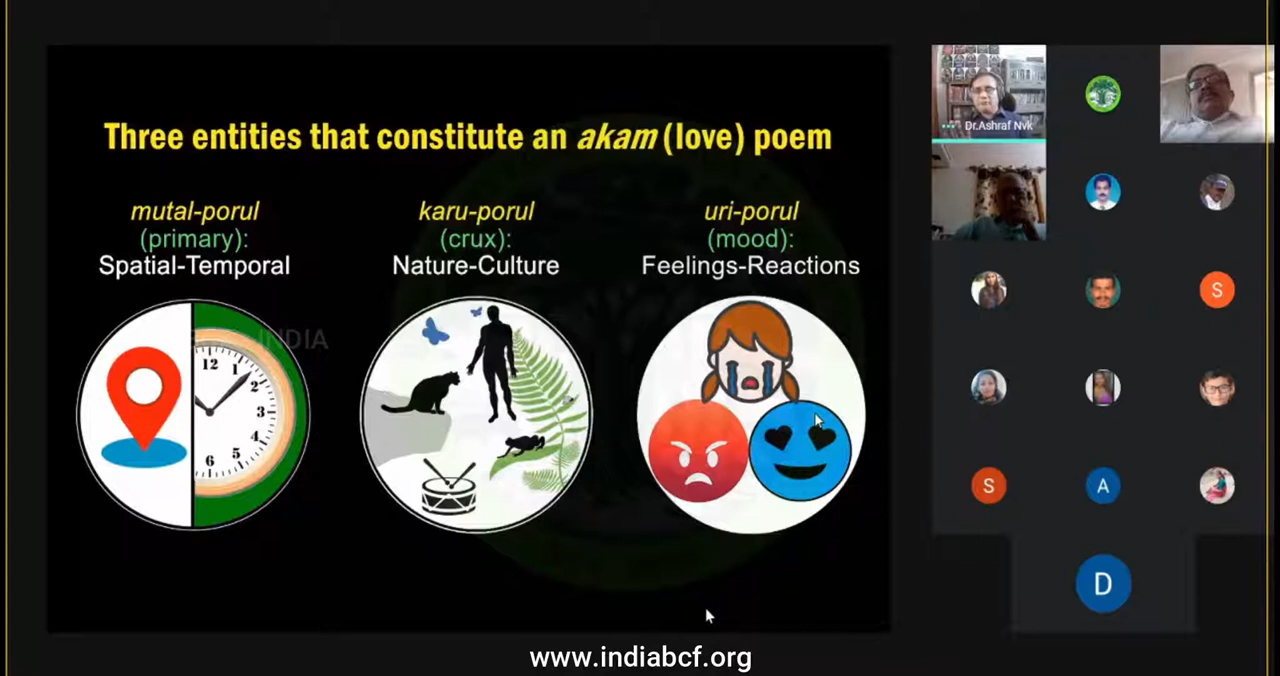 Three entities that constitute an akam (love) poem
mutal-porul
(primary):
Spatial-Temporal
karu-porul
(crux):
Nature-Culture
uri-porul
(mood):
Feelings-Reactions
INDIA
12
1
2
3
4
5
6
Dr.Ashraf Nvk
S
S
A
D
www.indiabcf.org